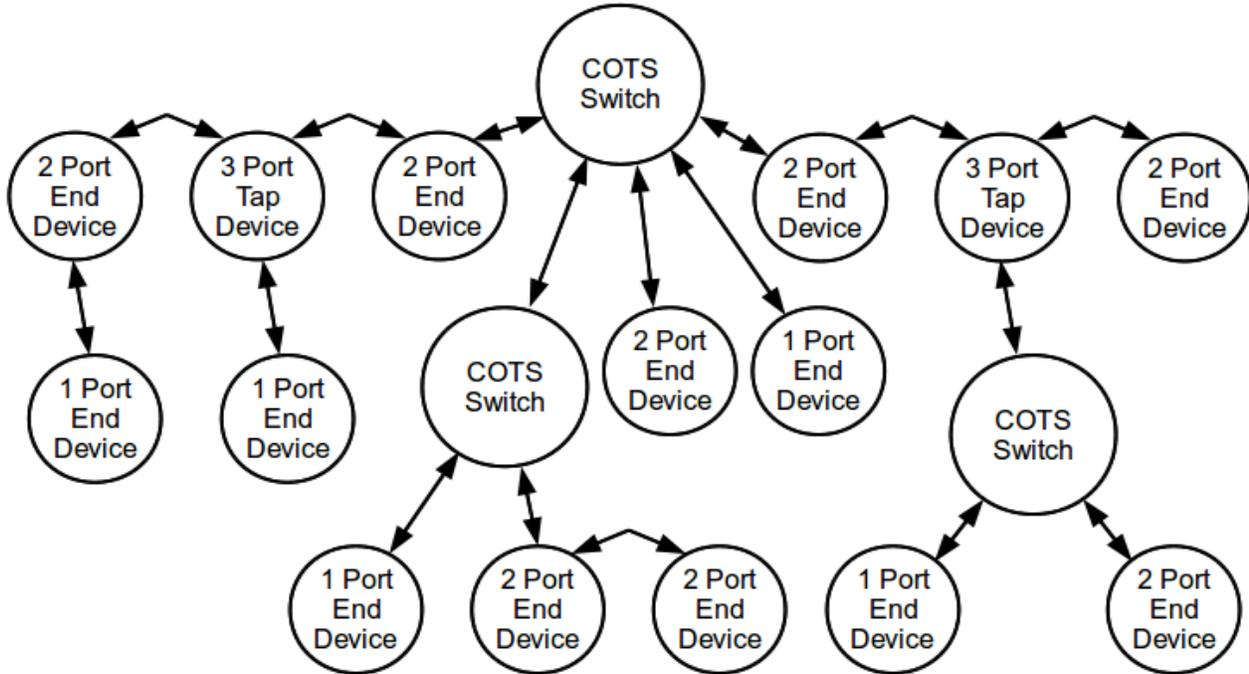 COTS
Switch
2 Port
End
Device
3 Port
Tap
Device
2 Port
End
Device
2 Port
End
Device
3 Port
Tap
Device
2 Port
End
Device
1 Port
End
Device
1 Port
End
Device
COTS
Switch
2 Port
End
Device
1 Port
End
Device
COTS
Switch
1 Port
End
Device
2 Port
End
Device
2 Port
End
Device
1 Port
End
Device
2 Port
End
Device